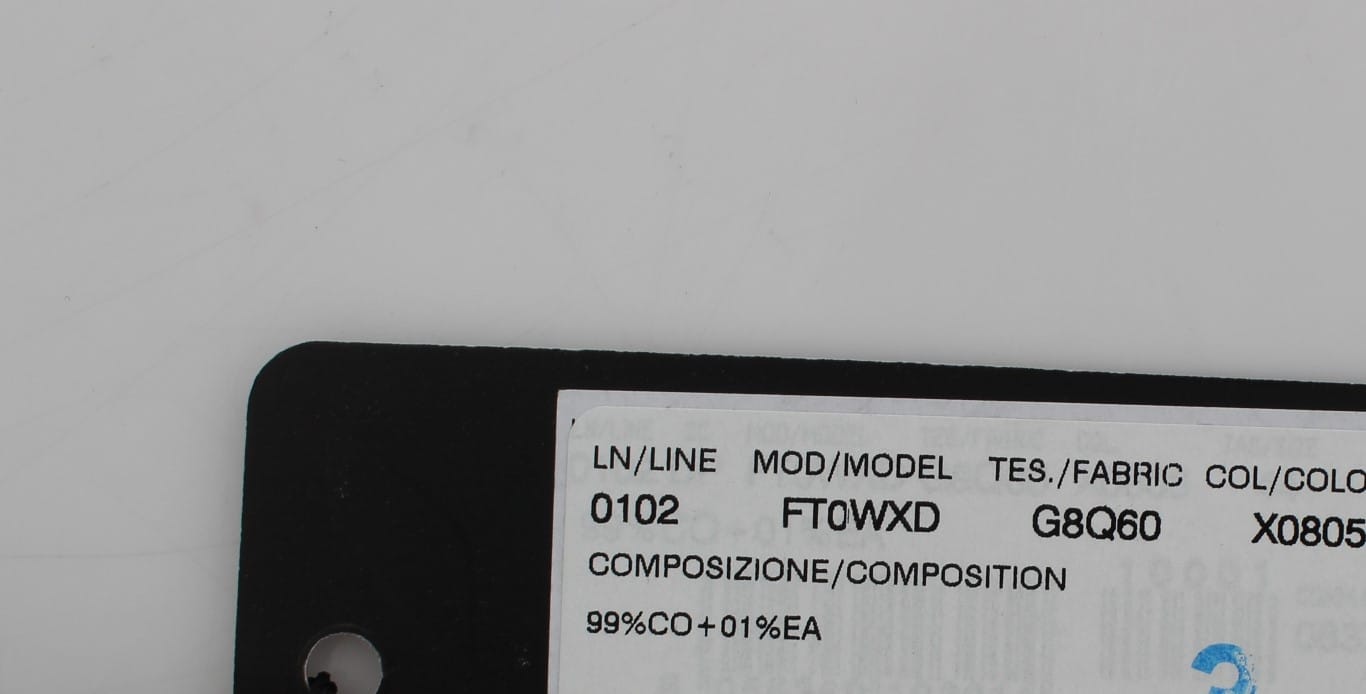 LN/LINE MOD/MODEL TES./FABRIC COL/COLO
0102 FT0WXD G8Q60 X0805
COMPOSIZIONE/COMPOSITION
99%CO+01%EA